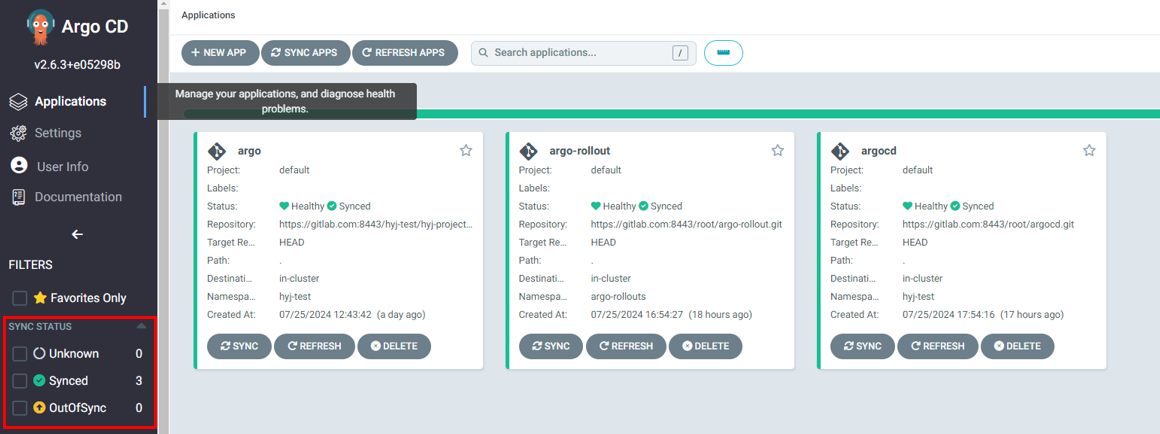 Argo CD
v2.6.3+e05298b
Applications
Settings
User Info
Documentation
FILTERS
Favorites Only
SYNC STATUS
Unknown 0
Synced 3
OutOfSync 0
Applications
NEW APP SYNC APPS REFRESH APPS Search applications... /
Manage your applications, and diagnose health
problems.
argo
Project: default
Labels:
Status: Healthy Synced
Repository: https://gitlab.com:8443/hyj-test/hyj-project...
Target Re... HEAD
Path: .
Destinati... in-cluster
Namespa... hyj-test
Created At: 07/25/2024 12:43:42 (a day ago)
SYNC REFRESH DELETE
argo-rollout
Project: default
Labels:
Status: Healthy Synced
Repository: https://gitlab.com:8443/root/argo-rollout.git
Target Re... HEAD
Path: .
Destinati... in-cluster
Namespa... argo-rollouts
Created At: 07/25/2024 16:54:27 (18 hours ago)
SYNC REFRESH DELETE
argocd
Project: default
Labels:
Status: Healthy Synced
Repository: https://gitlab.com:8443/root/argocd.git
Target Re... HEAD
Path: .
Destinati... in-cluster
Namespa... hyj-test
Created At: 07/25/2024 17:54:16 (17 hours ago)
SYNC REFRESH DELETE